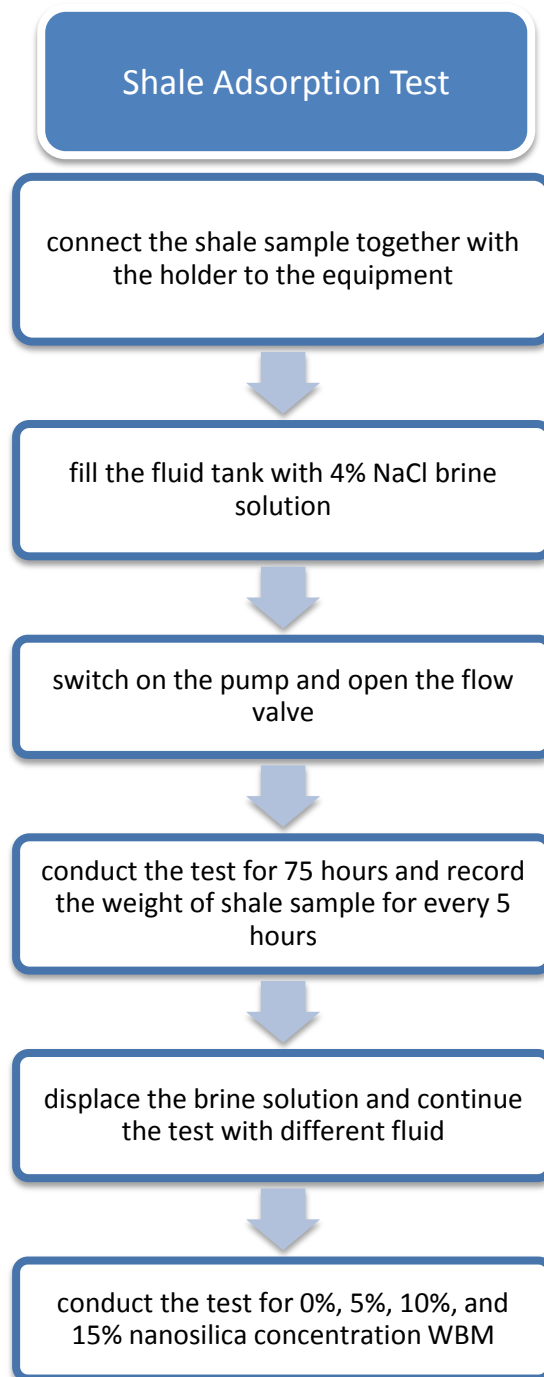 Shale Adsorption Test
connect the shale sample together with
the holder to the equipment
fill the fluid tank with 4% NaCl brine
solution
switch on the pump and open the flow
valve
conduct the test for 75 hours and record
the weight of shale sample for every 5
hours
displace the brine solution and continue
the test with different fluid
conduct the test for 0%, 5%, 10%, and
15% nanosilica concentration WBM